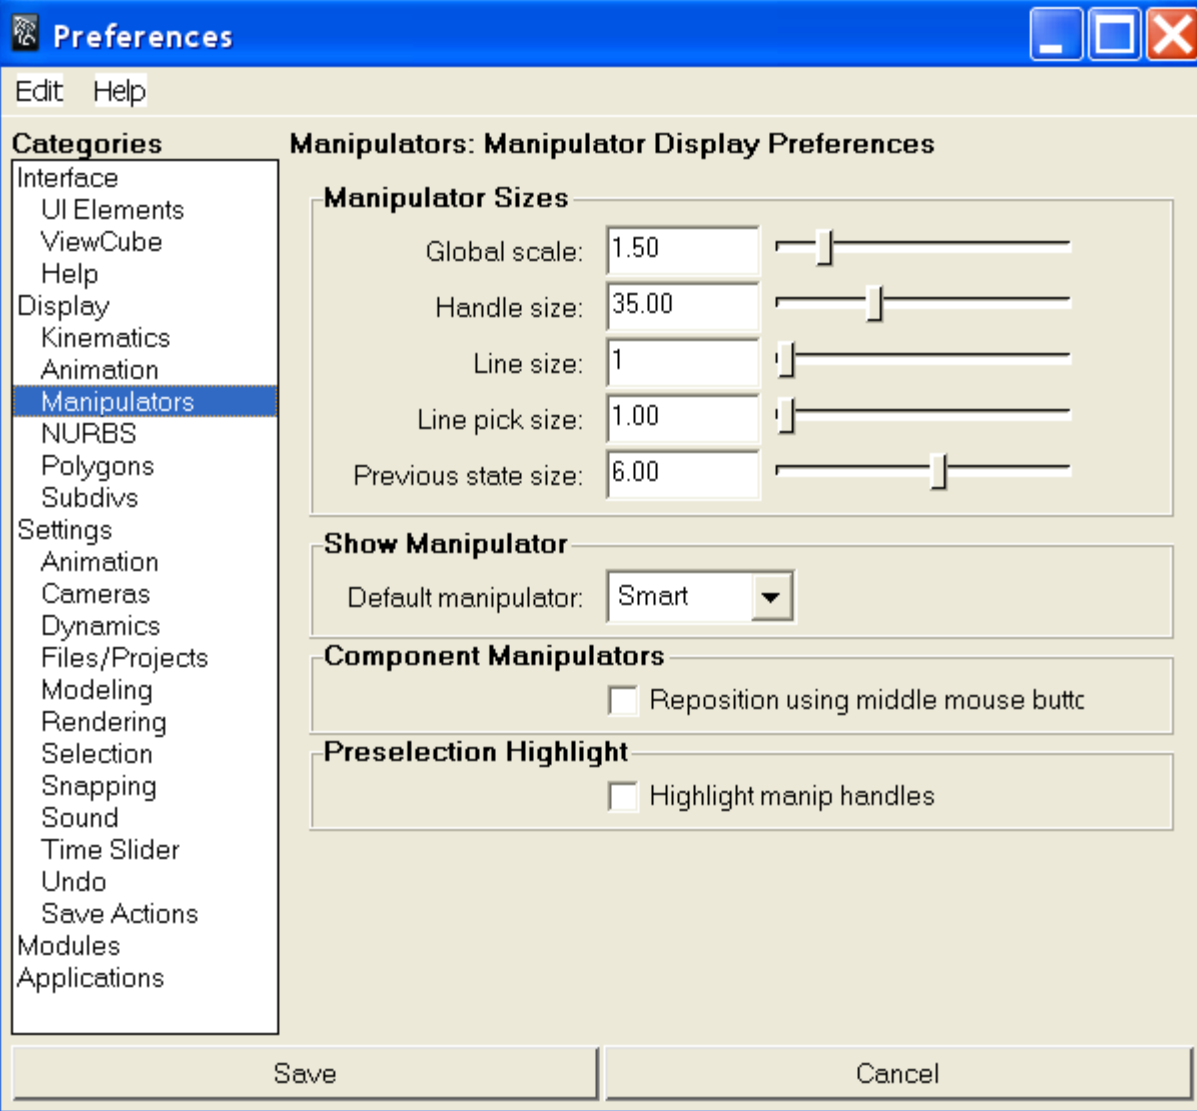 Preferences
Edit Help
Categories
Interface
UI Elements
ViewCube
Help
Display
Kinematics
Animation
Manipulators
NURBS
Polygons
Subdivs
Settings
Animation
Cameras
Dynamics
Files/Projects
Modeling
Rendering
Selection
Snapping
Sound
Time Slider
Undo
Save Actions
Modules
Applications
Manipulators: Manipulator Display Preferences
Manipulator Sizes
Global scale: 1.50
Handle size: 35.00
Line size: 1
Line pick size: 1.00
Previous state size: 6.00
Show Manipulator
Default manipulator: Smart
Component Manipulators
Reposition using middle mouse butto
Preselection Highlight
Highlight manip handles
Save Cancel